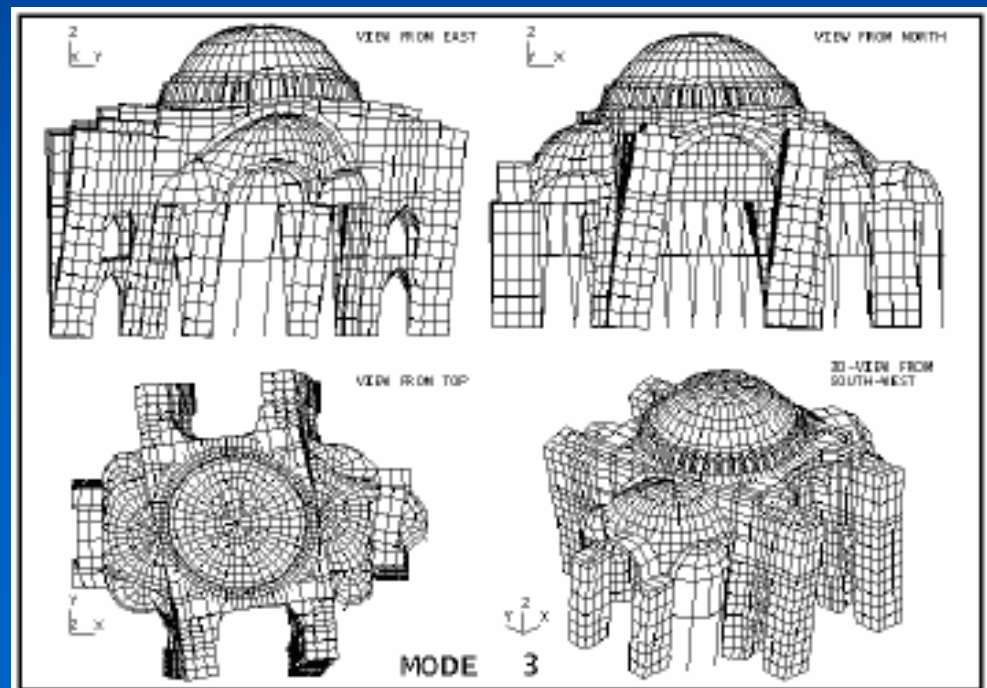 Z
X Y
VIEW FROM EAST
Z
Y X
VIEW FROM NORTH
VIEW FROM TOP
Y
Z X
3D-VIEW FROM
SOUTH-WEST
Z
Y X
MODE 3